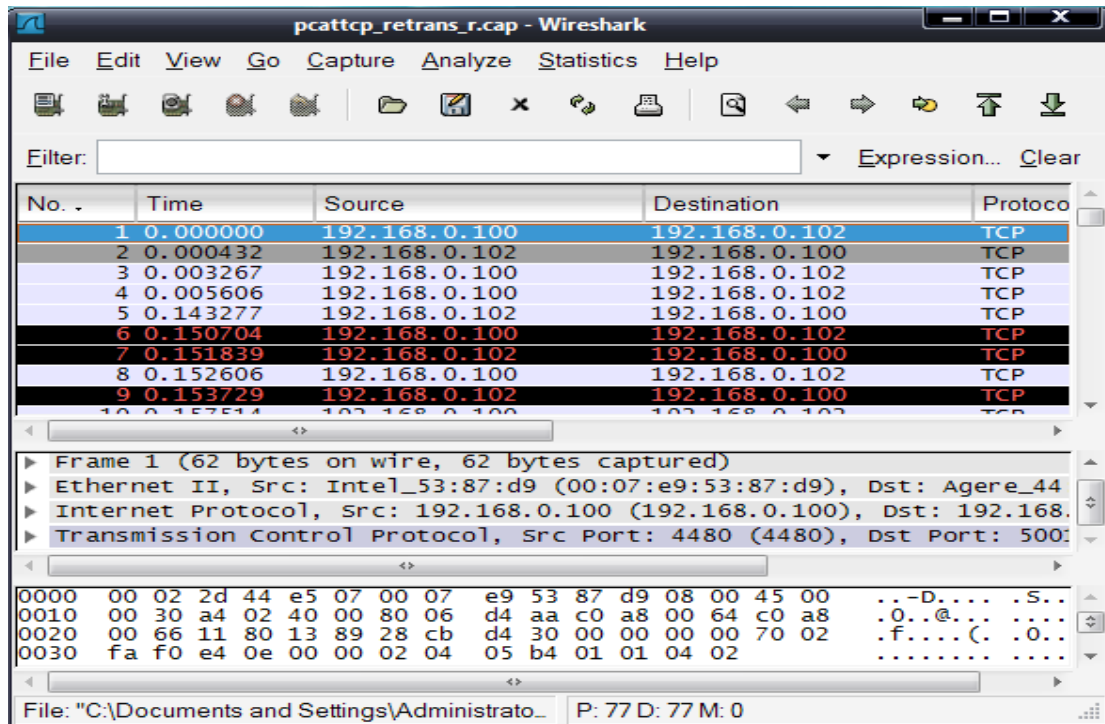 pcattcp_retrans_r.cap - Wireshark
File Edit View Go Capture Analyze Statistics Help
Filter: Expression... Clear
No. . Time Source Destination Protoco
1 0.000000 192.168.0.100 192.168.0.102 TCP
2 0.000432 192.168.0.102 192.168.0.100 TCP
3 0.003267 192.168.0.100 192.168.0.102 TCP
4 0.005606 192.168.0.100 192.168.0.102 TCP
5 0.143277 192.168.0.102 192.168.0.100 TCP
6 0.150704 192.168.0.100 192.168.0.102 TCP
7 0.151839 192.168.0.102 192.168.0.100 TCP
8 0.152606 192.168.0.100 192.168.0.102 TCP
9 0.153729 192.168.0.102 192.168.0.100 TCP
10 0.157514 192.168.0.100 192.168.0.102 TCP
Frame 1 (62 bytes on wire, 62 bytes captured)
Ethernet II, Src: Intel_53:87:d9 (00:07:e9:53:87:d9), Dst: Agere_44
Internet Protocol, Src: 192.168.0.100 (192.168.0.100), Dst: 192.168.
Transmission Control Protocol, Src Port: 4480 (4480), Dst Port: 5001
0000 00 02 2d 44 e5 07 00 07 e9 53 87 d9 08 00 45 00 ..-D.... .S..
0010 00 30 a4 02 40 00 80 06 d4 aa c0 a8 00 64 c0 a8 .0..@... ....
0020 00 66 11 80 13 89 28 cb d4 30 00 00 00 00 70 02 .f....(. .0..
0030 fa f0 e4 0e 00 00 02 04 05 b4 01 01 04 02 ........ ....
File: "C:\Documents and Settings\Administrato... P: 77 D: 77 M: 0